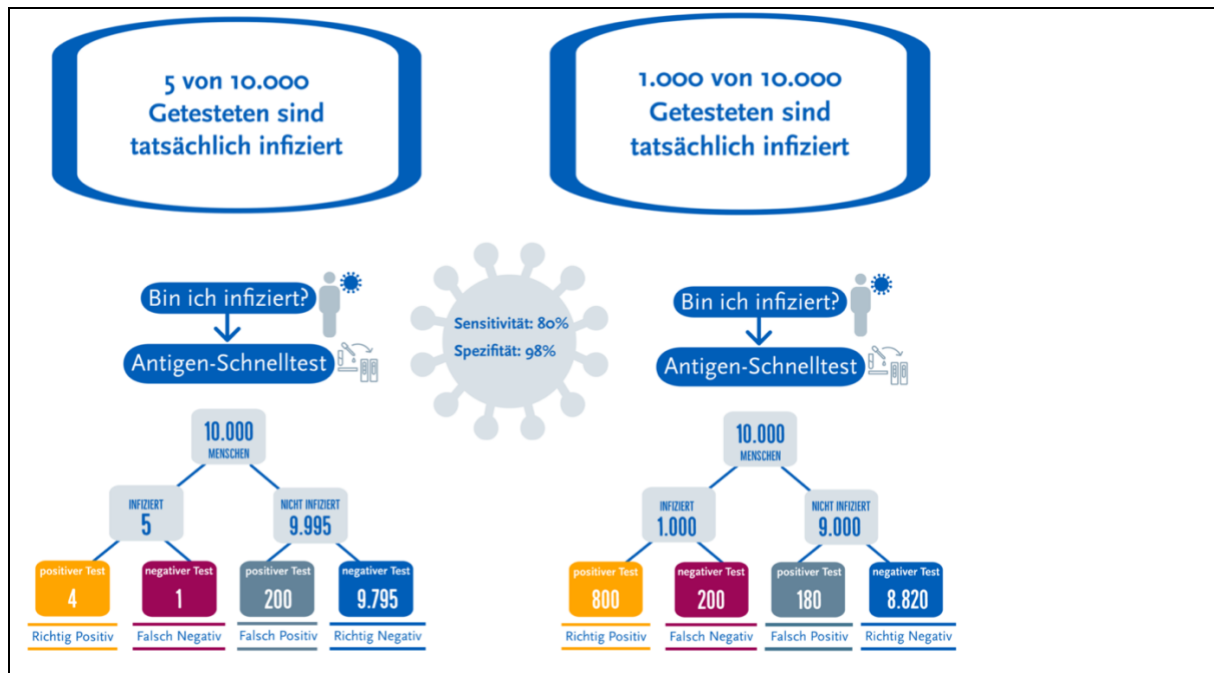 5 von 10.000
Getesteten sind
tatsächlich infiziert
1.000 von 10.000
Getesteten sind
tatsächlich infiziert
Bin ich infiziert?
Antigen-Schnelltest
Sensitivität: 80%
Spezifität: 98%
Bin ich infiziert?
Antigen-Schnelltest
10.000
MENSCHEN
INFIZIERT
5
NICHT INFIZIERT
9.995
positiver Test
4
Richtig Positiv
negativer Test
1
Falsch Negativ
positiver Test
200
Falsch Positiv
negativer Test
9.795
Richtig Negativ
10.000
MENSCHEN
INFIZIERT
1.000
NICHT INFIZIERT
9.000
positiver Test
800
Richtig Positiv
negativer Test
200
Falsch Negativ
positiver Test
180
Falsch Positiv
negativer Test
8.820
Richtig Negativ